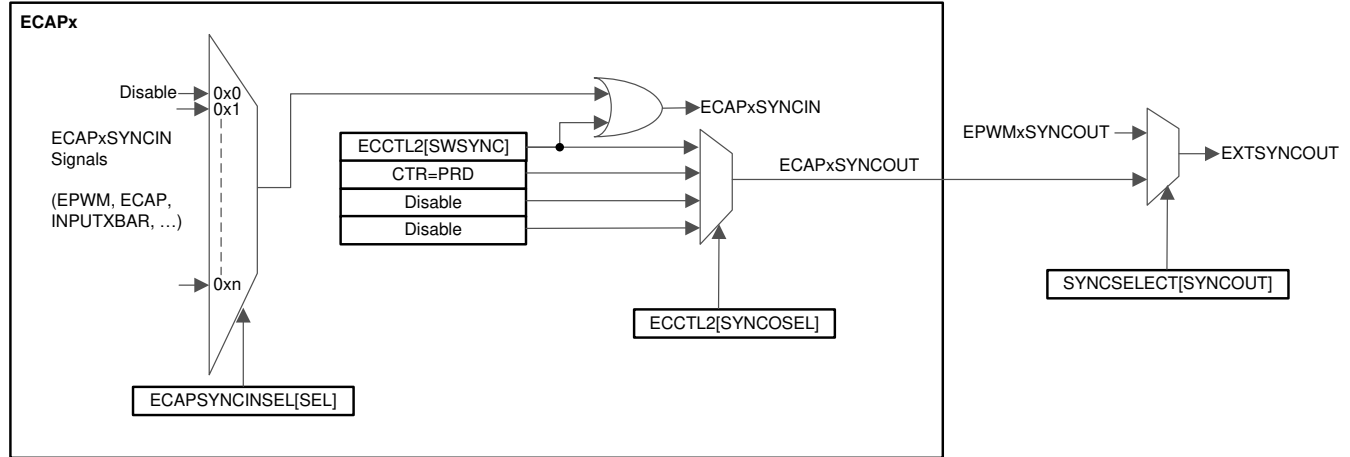 ECAPx
Disable
0x0
0x1
ECAPxSYNCIN
Signals
(EPWM, ECAP,
INPUTXBAR, …)
0xn
ECAPSYNCINSEL[SEL]
ECAPxSYNCIN
ECCTL2[SWSYNC]
CTR=PRD
Disable
Disable
ECAPxSYNCOUT
ECCTL2[SYNCOSEL]
EPWMxSYNCOUT
EXTSYNCOUT
SYNCSELECT[SYNCOUT]